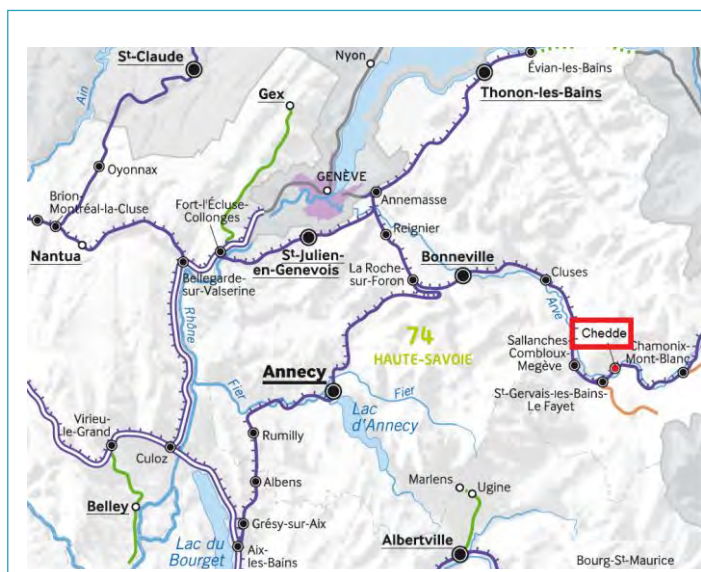 St-Claude
Nyon
Évian-les-Bains
Ain
Gex
Thonon-les-Bains
Oyonnax
GENÈVE
Annemasse
Brion-
Montréal-la-Cluse
Fort-l'Écluse-
Collonges
Reignier
Nantua
St-Julien-
en-Genevois
Bonneville
Bellegarde-
sur-Valserine
La Roche-
sur-Foron
Cluses
Rhône
Arve
74
HAUTE-SAVOIE
Chedde
Sallanches-
Combloux-
Megève
Chamonix-
Mont-Blanc
Annecy
Fier
Fier
St-Gervais-les-Bains-
Le Fayet
Lac
d'Annecy
Virieu-
le-Grand
Rumilly
Culoz
Albens
Marlens
Ugine
Belley
Grésy-sur-Aix
Albertville
Lac du
Bourget
Aix-
les-Bains
Bourg-St-Maurice